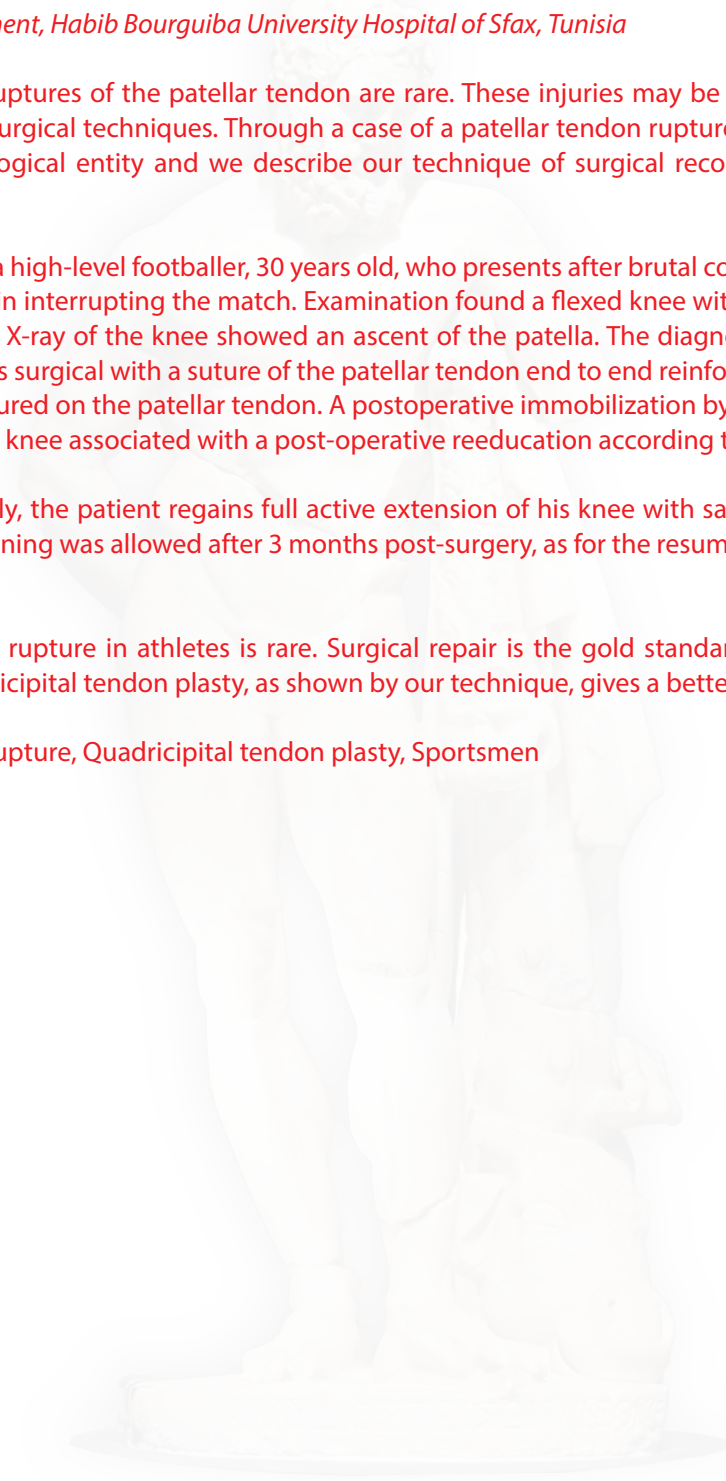 ent, Habib Bourguiba University Hospital of Sfax, Tunisia
uptures of the patellar tendon are rare. These injuries may be
urgical techniques. Through a case of a patellar tendon rupture
ogical entity and we describe our technique of surgical reco
a high-level footballer, 30 years old, who presents after brutal co
in interrupting the match. Examination found a flexed knee wit
X-ray of the knee showed an ascent of the patella. The diagn
s surgical with a suture of the patellar tendon end to end reinfo
ured on the patellar tendon. A postoperative immobilization by
knee associated with a post-operative reeducation according t
ly, the patient regains full active extension of his knee with sa
ning was allowed after 3 months post-surgery, as for the resum
rupture in athletes is rare. Surgical repair is the gold standar
icipital tendon plasty, as shown by our technique, gives a bette
upture, Quadricipital tendon plasty, Sportsmen